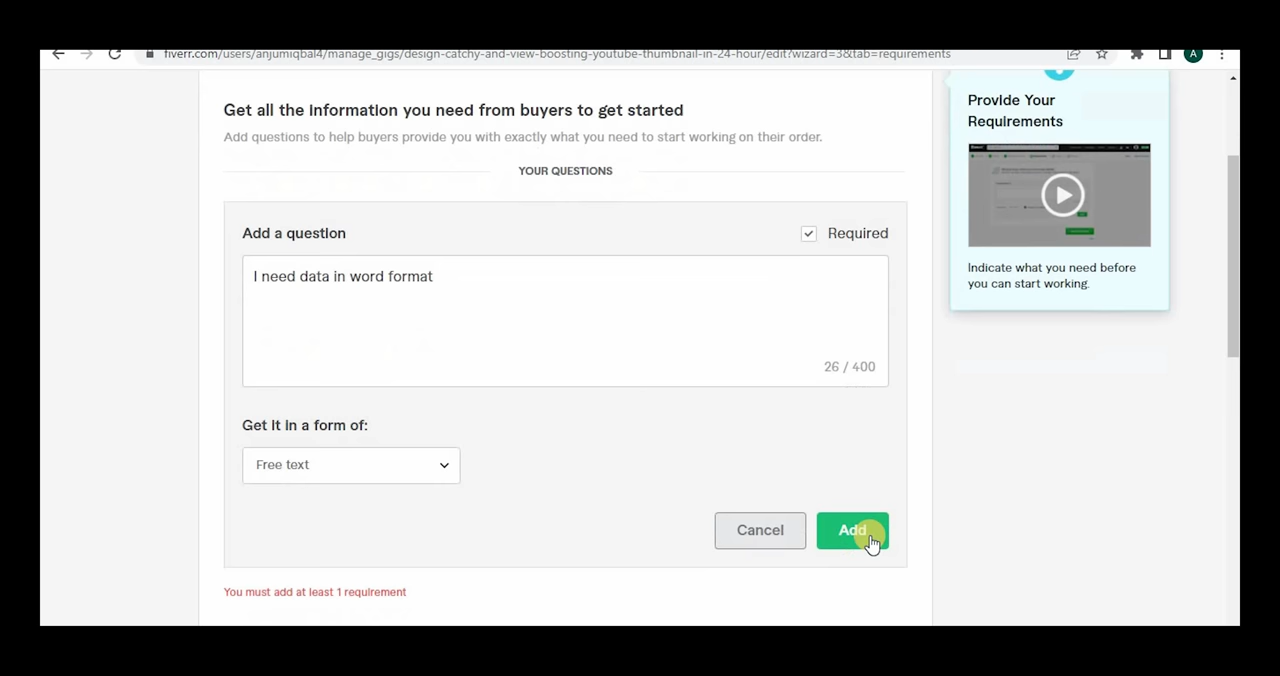 fiverr.com/users/anjumiqbal4/manage_gigs/design-catchy-and-view-boosting-youtube-thumbnail-in-24-hour/edit?wizard=3&tab=requirements
A
Get all the information you need from buyers to get started
Add questions to help buyers provide you with exactly what you need to start working on their order.
YOUR QUESTIONS
Add a question
Required
I need data in word format
26 / 400
Get it in a form of:
Free text
Cancel
Add
You must add at least 1 requirement
Provide Your
Requirements
Indicate what you need before
you can start working.